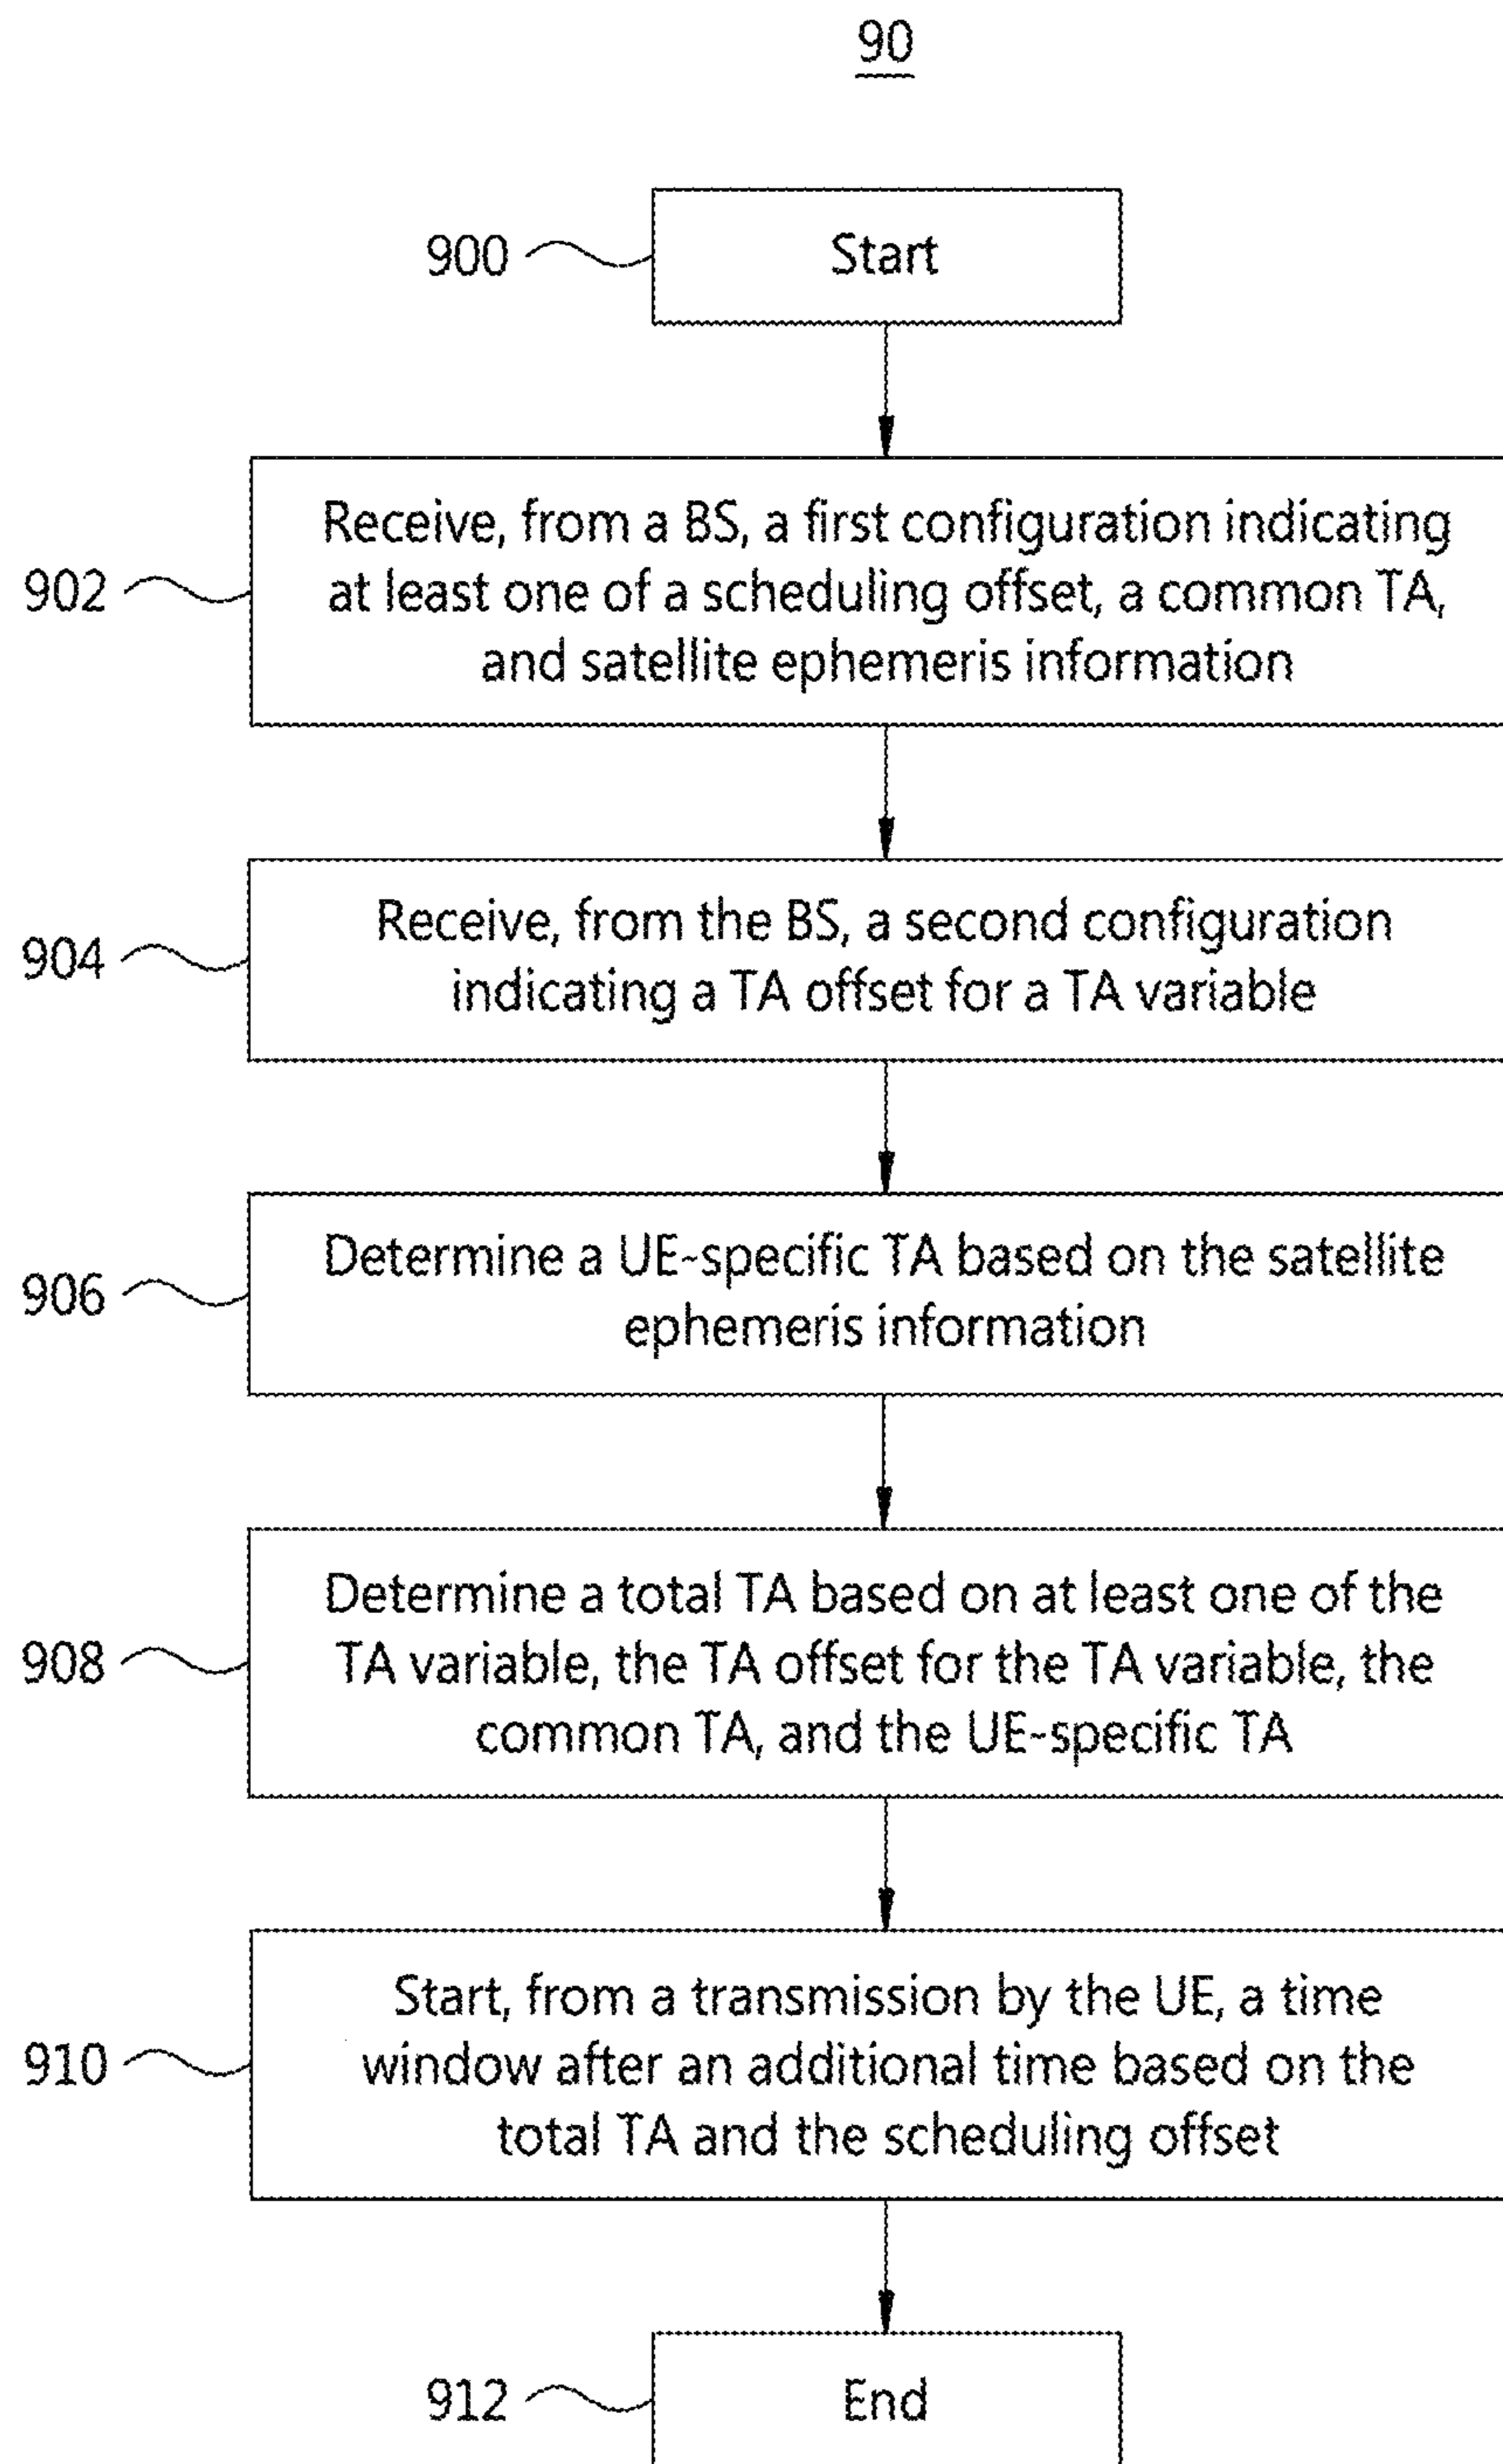 90
900
Start
902
Receive, from a BS, a first configuration indicating
at least one of a scheduling offset, a common TA,
and satellite ephemeris information
904
Receive, from the BS, a second configuration
indicating a TA offset for a TA variable
906
Determine a UE-specific TA based on the satellite
ephemeris information
908
Determine a total TA based on at least one of the
TA variable, the TA offset for the TA variable, the
common TA, and the UE-specific TA
910
Start, from a transmission by the UE, a time
window after an additional time based on the
total TA and the scheduling offset
912
End